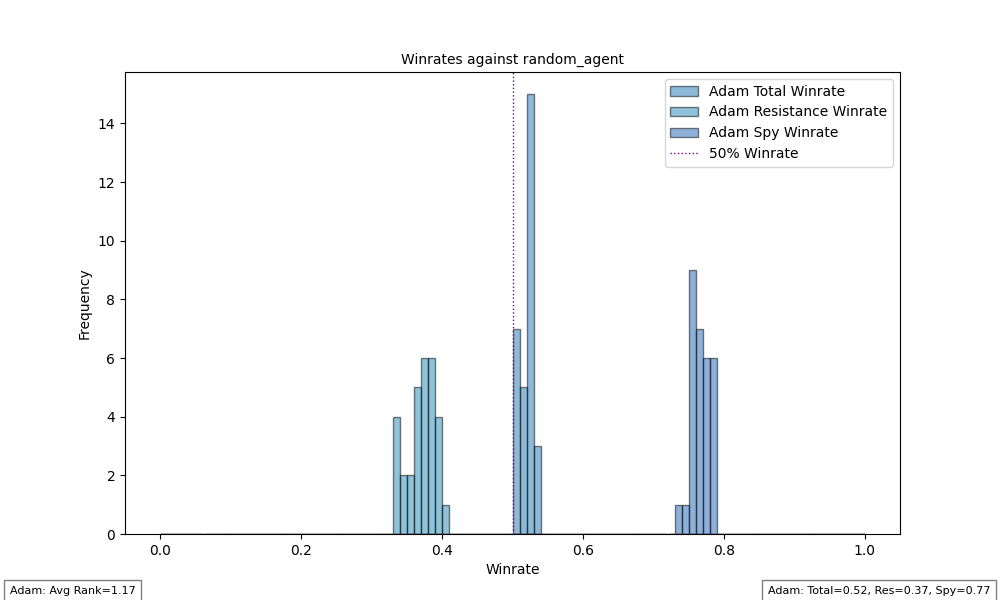 Winrates against random_agent
Adam Total Winrate
Adam Resistance Winrate
Adam Spy Winrate
50% Winrate
Frequency
14
12
10
8
6
4
2
0
0.0 0.2 0.4 0.6 0.8 1.0
Winrate
Adam: Avg Rank=1.17
Adam: Total=0.52, Res=0.37, Spy=0.77